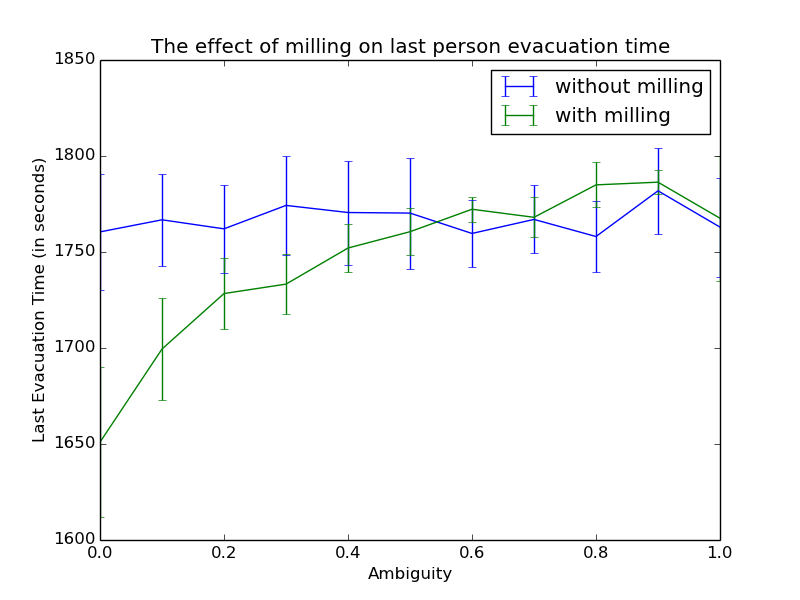 The effect of milling on last person evacuation time
without milling
with milling
Last Evacuation Time (in seconds)
1850
1800
1750
1700
1650
1600
0.0 0.2 0.4 0.6 0.8 1.0
Ambiguity